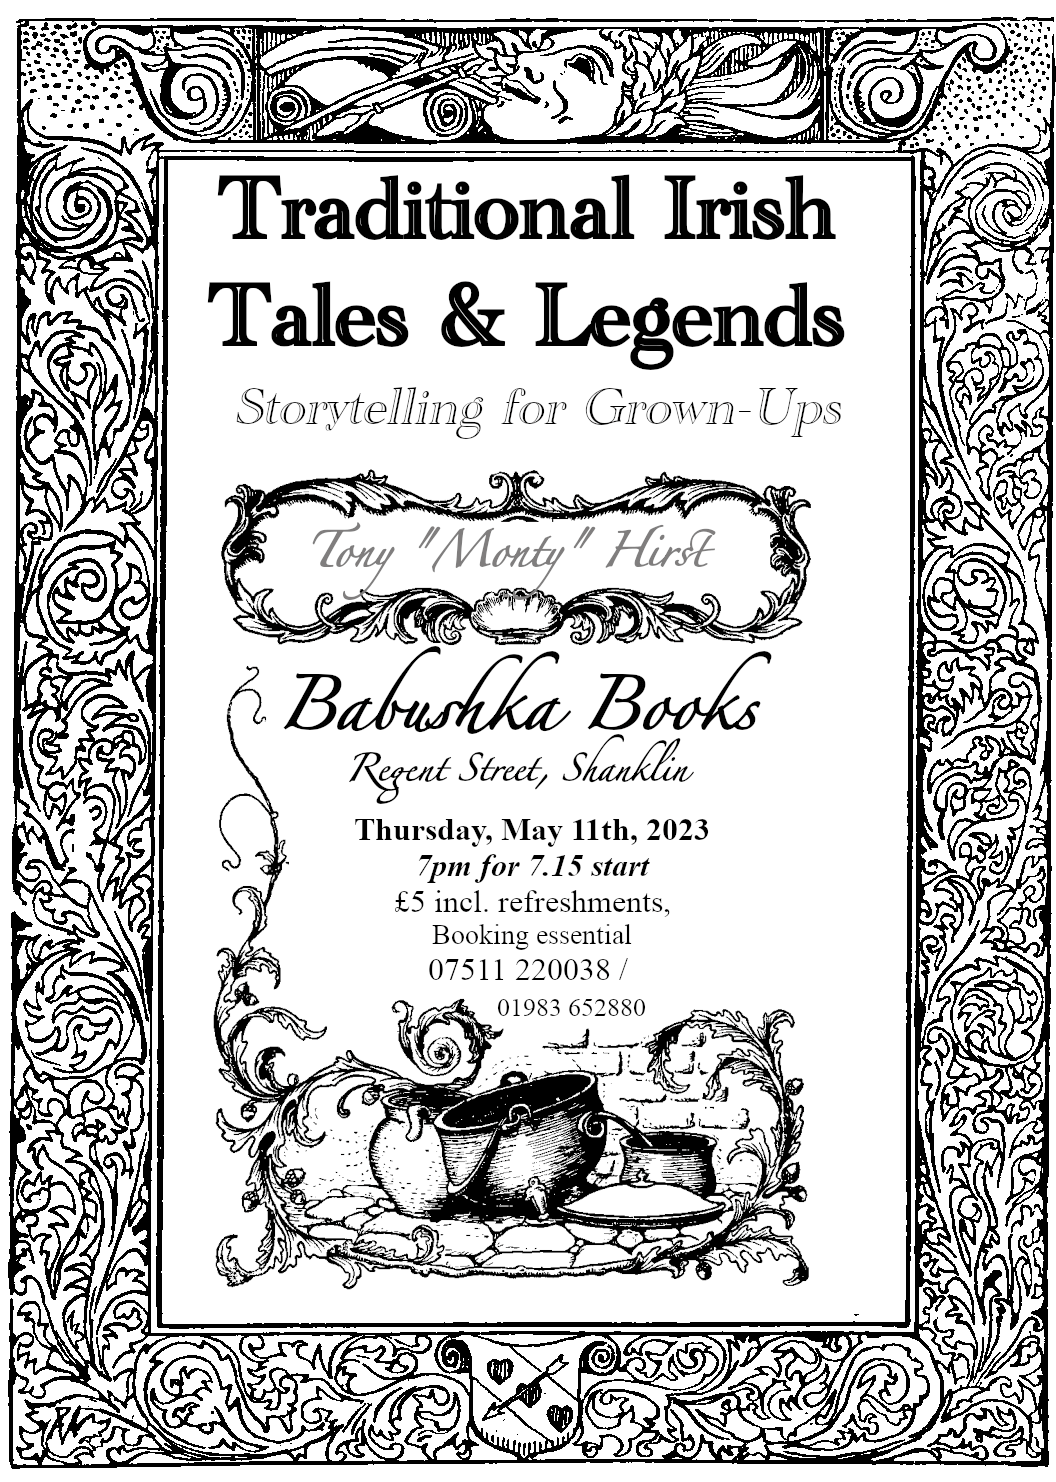 Traditional Irish
Tales & Legends
Storytelling for Grown-Ups
Tony "Monty" Hirst
Babushka Books
Regent Street, Shanklin
Thursday, May 11th, 2023
7pm for 7.15 start
£5 incl. refreshments,
Booking essential
07511 220038 /
01983 652880